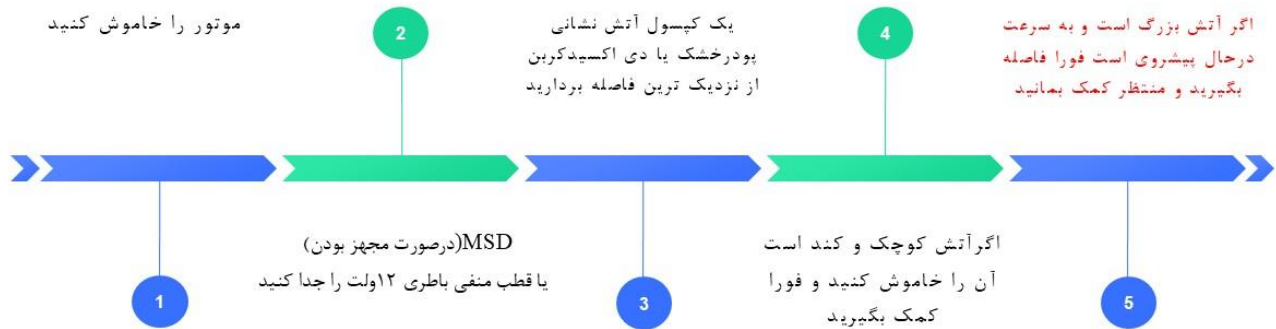 موتور را خاموش کنید
1
2
MSD(درصورت مجهز بودن)
یا قطب منفی باطری ۱۲ولت را جدا کنید
یک کپسول آتش نشانی
پودرخشک یا دی اکسیدکربن
از نزدیک ترین فاصله بردارید
3
4
اگرآتش کوچک و کند است
آن را خاموش کنید و فورا
کمک بگیرید
اگر آتش بزرگ است و به سرعت
درحال پیشروی است فورا فاصله
بگیرید و منتظر کمک بمانید
5